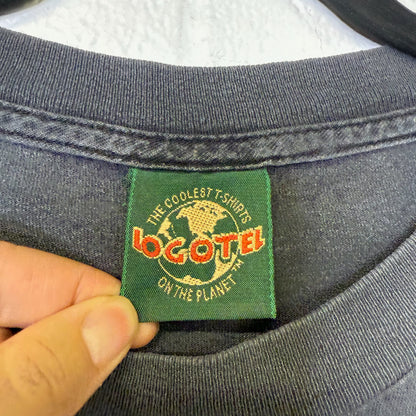 THE COOLEST T-SHIRTS
LOGOTEL
ON THE PLANET™